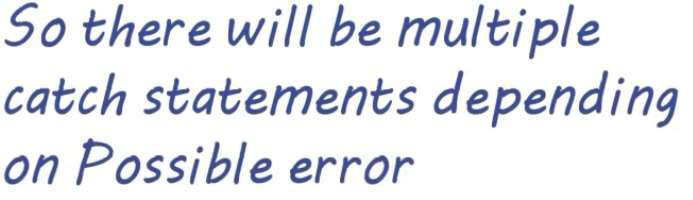 So there will be multiple
catch statements depending
on Possible error